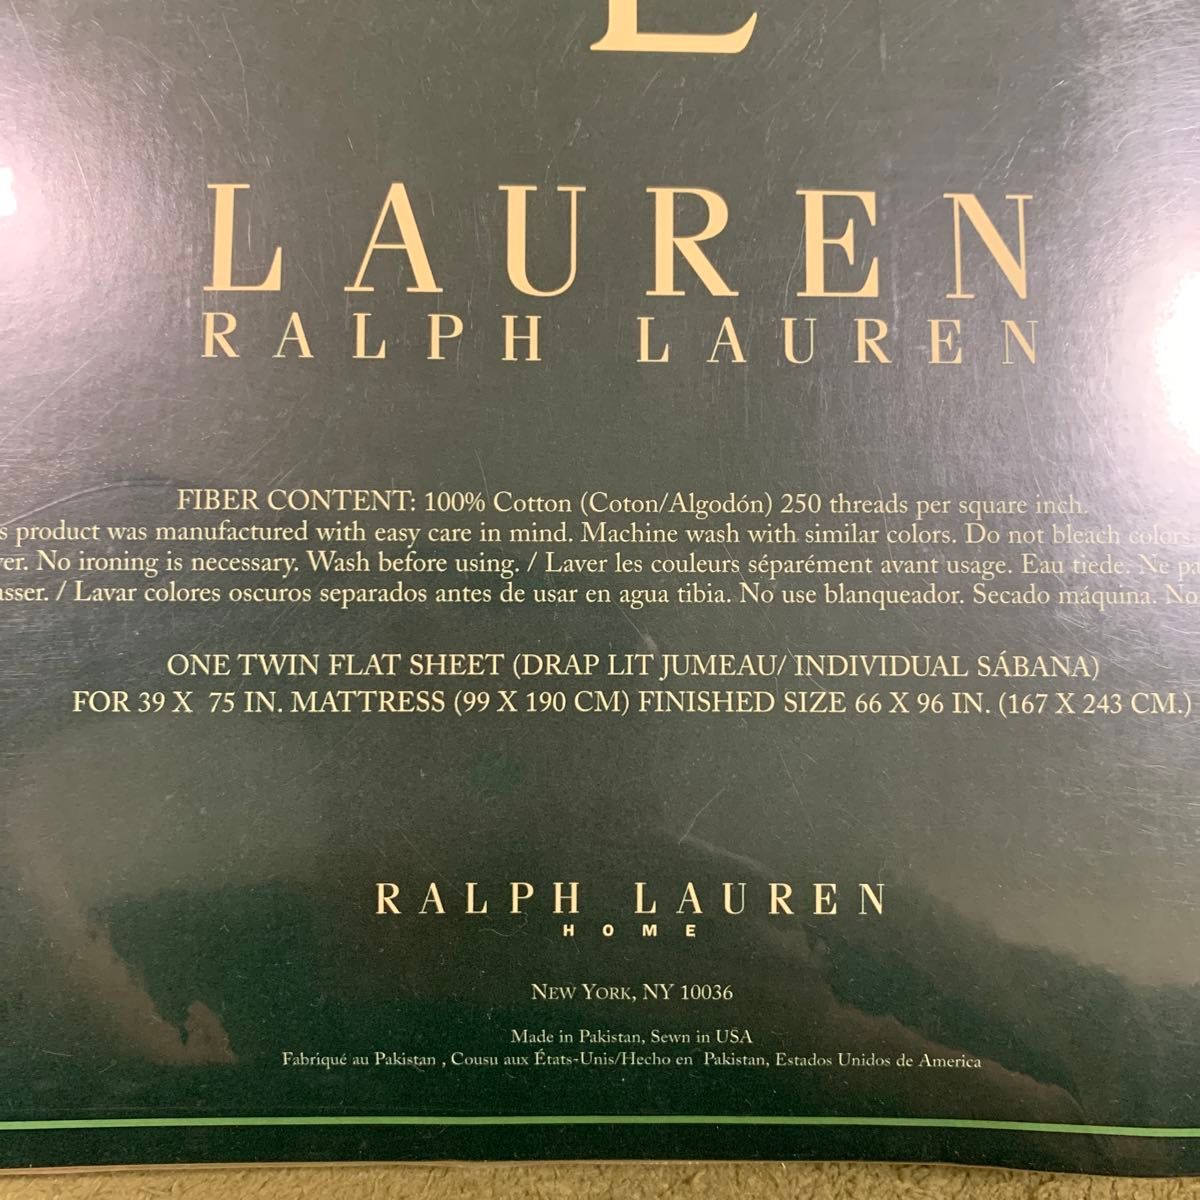 L
LAUREN
RALPH LAUREN
FIBER CONTENT: 100% Cotton (Coton/Algodón) 250 threads per square inch.
product was manufactured with easy care in mind. Machine wash with similar colors. Do not bleach colors.
No ironing is necessary. Wash before using. / Laver les couleurs séparément avant usage. Eau tiede. Ne
/ Lavar colores oscuros separados antes de usar en agua tibia. No use blanqueador. Secado máquina. No
ONE TWIN FLAT SHEET (DRAP LIT JUMEAU/ INDIVIDUAL SÁBANA)
FOR 39 X 75 IN. MATTRESS (99 X 190 CM) FINISHED SIZE 66 X 96 IN. (167 X 243 CM.)
RALPH LAUREN
HOME
NEW YORK, NY 10036
Made in Pakistan, Sewn in USA
Fabriqué au Pakistan , Cousu aux États-Unis/Hecho en Pakistan, Estados Unidos de America